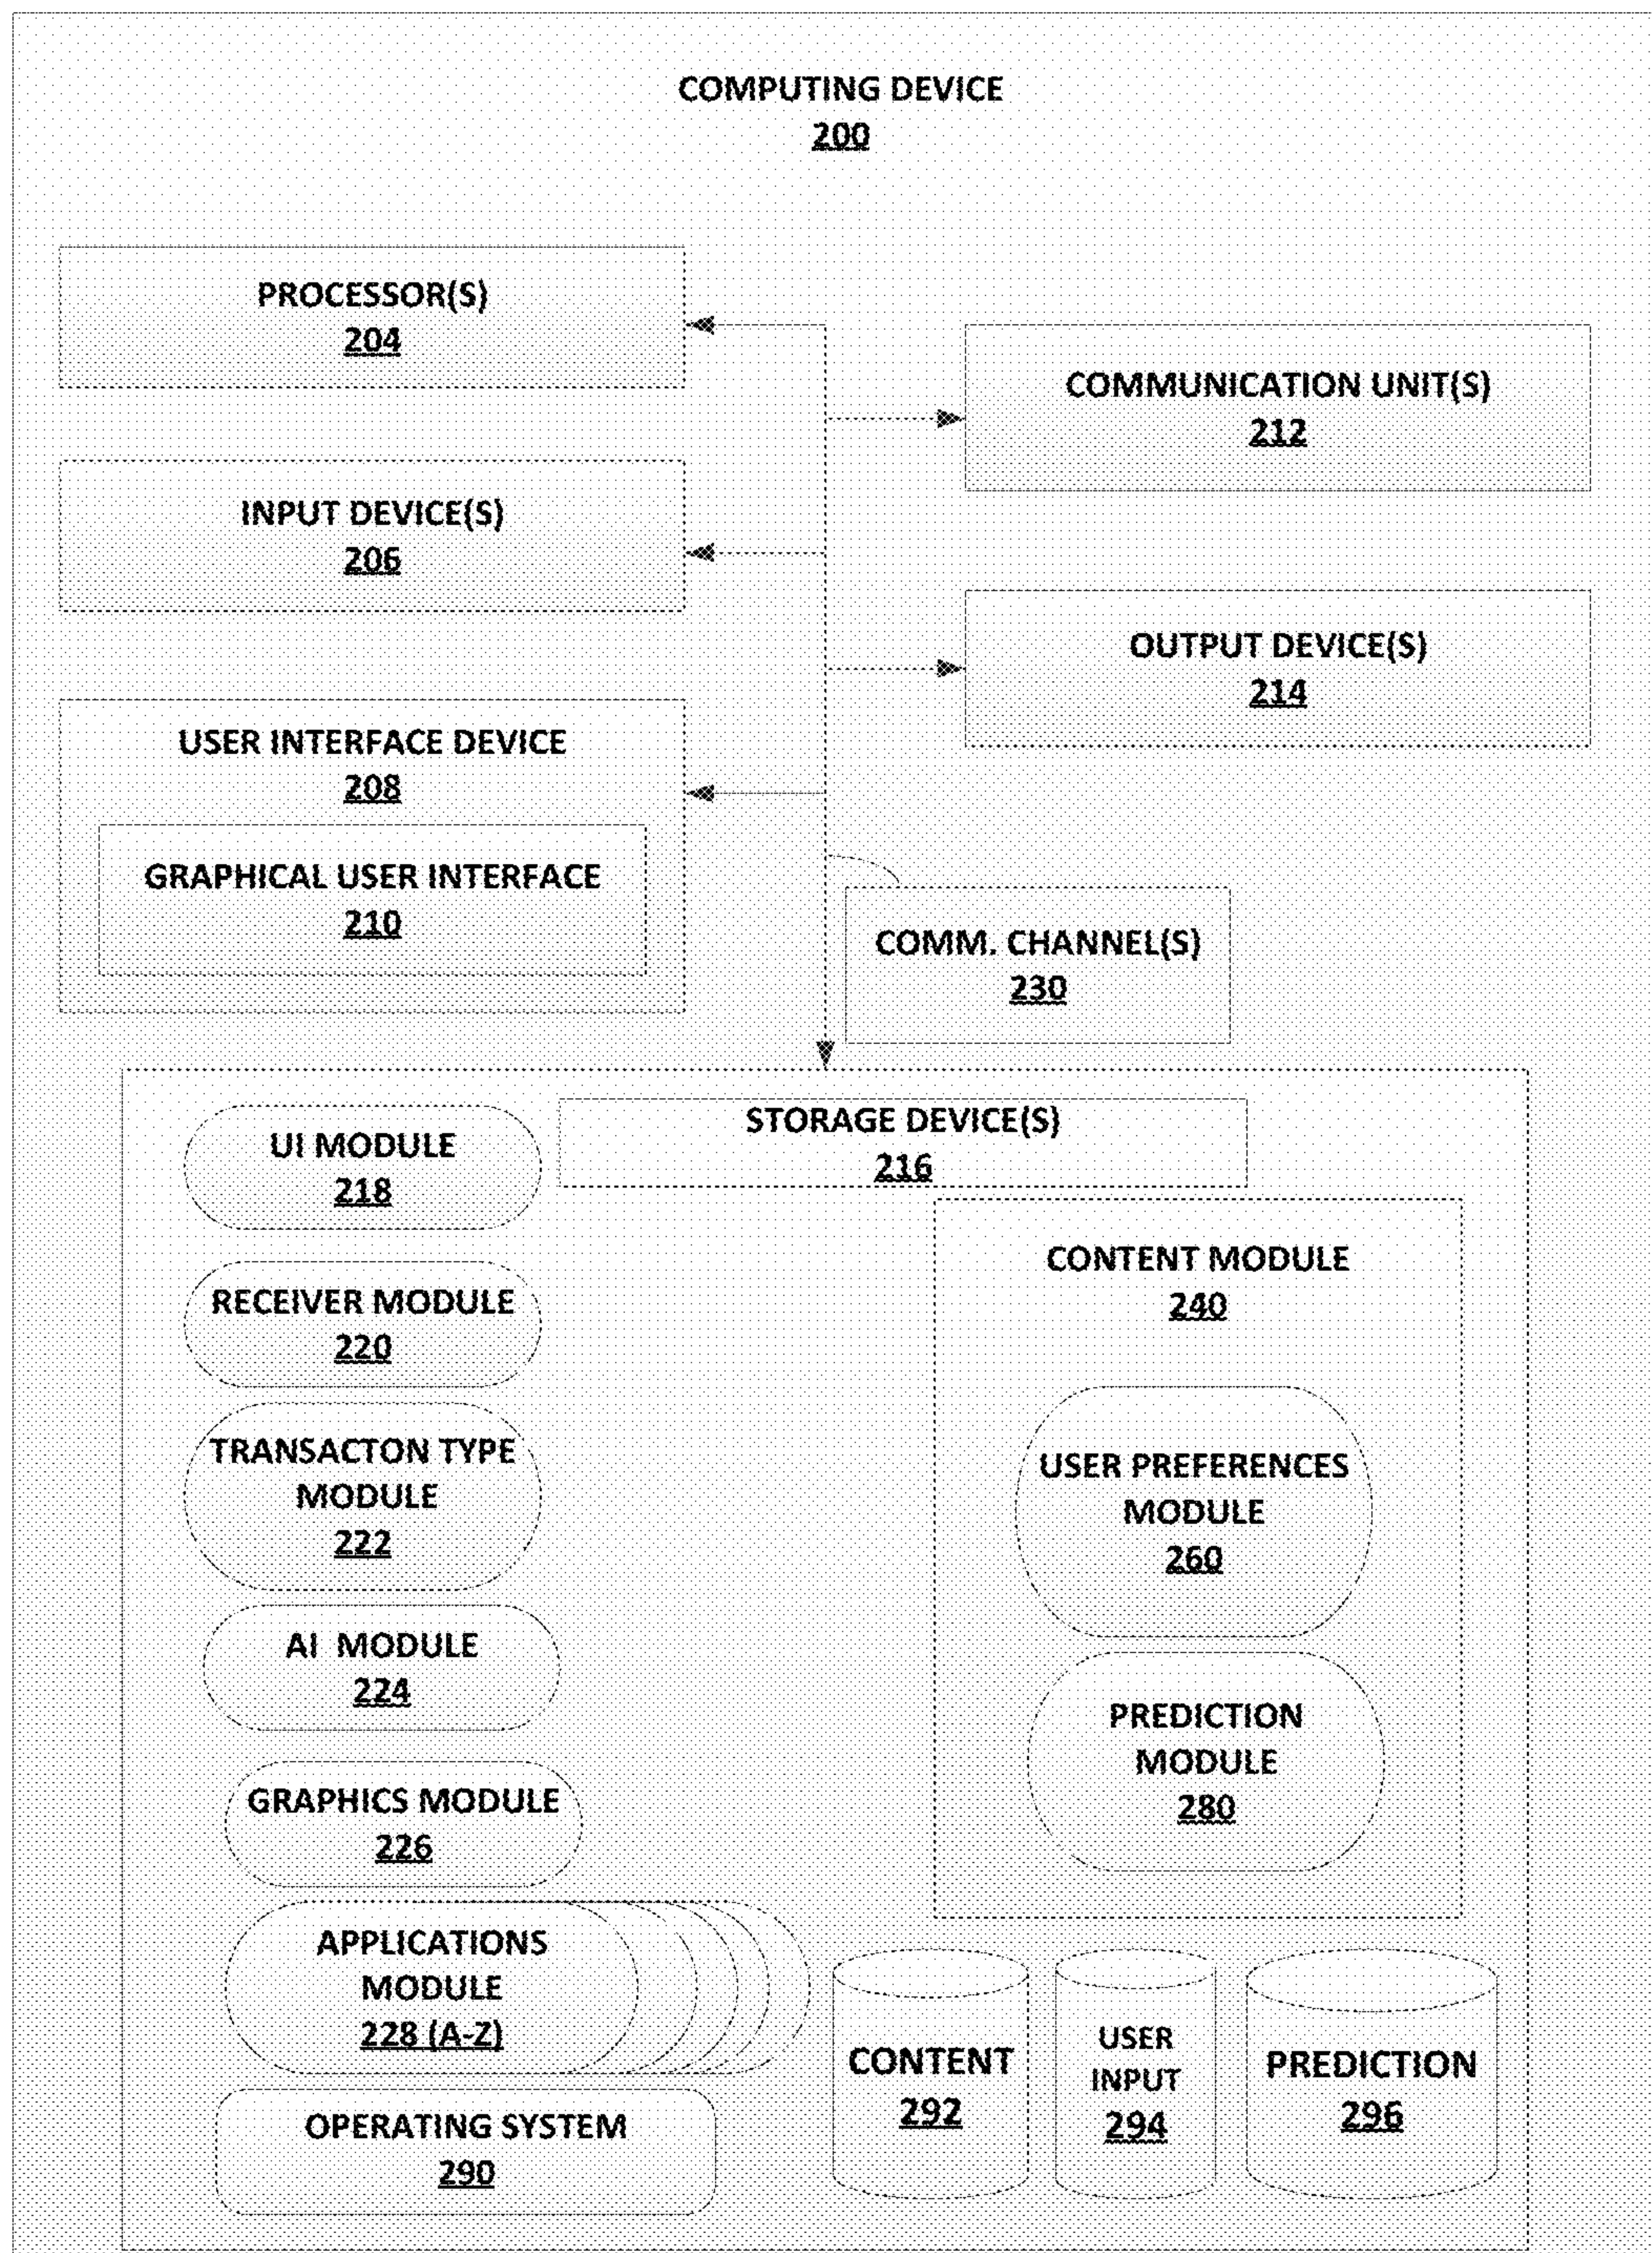 COMPUTING DEVICE
200
PROCESSOR(S)
204
COMMUNICATION UNIT(S)
212
INPUT DEVICE(S)
206
OUTPUT DEVICE(S)
214
USER INTERFACE DEVICE
208
GRAPHICAL USER INTERFACE
210
COMM. CHANNEL(S)
230
STORAGE DEVICE(S)
216
UI MODULE
218
RECEIVER MODULE
220
TRANSACTON TYPE
MODULE
222
AI MODULE
224
GRAPHICS MODULE
226
APPLICATIONS
MODULE
228 (A-Z)
OPERATING SYSTEM
290
CONTENT MODULE
240
USER PREFERENCES
MODULE
260
PREDICTION
MODULE
280
CONTENT
292
USER
INPUT
294
PREDICTION
296